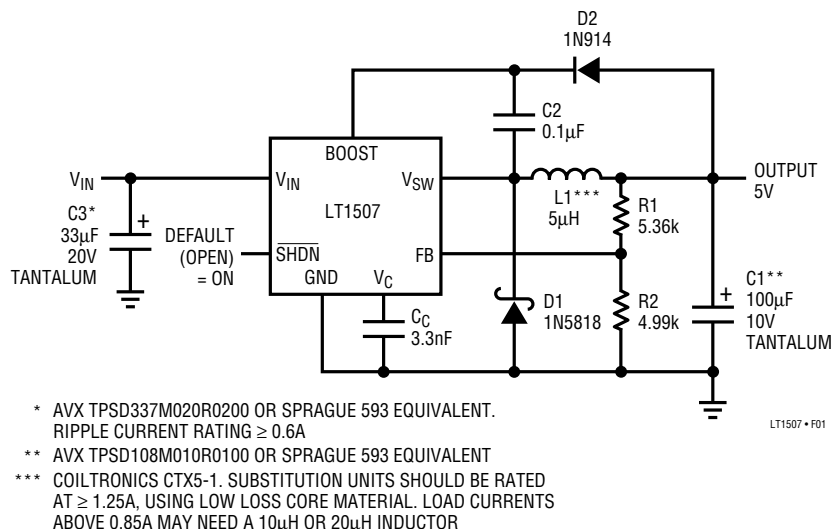 D2
1N914
C2
0.1µF
BOOST
V_IN
V_IN
V_SW
LT1507
OUTPUT
5V
L1***
5µH
R1
5.36k
C3*
+
33µF
20V
TANTALUM
DEFAULT
(OPEN)
= ON
SHDN
FB
GND
V_C
C_C
3.3nF
D1
1N5818
R2
4.99k
C1**
+
100µF
10V
TANTALUM
* AVX TPSD337M020R0200 OR SPRAGUE 593 EQUIVALENT.
RIPPLE CURRENT RATING ≥ 0.6A
** AVX TPSD108M010R0100 OR SPRAGUE 593 EQUIVALENT
*** COILTRONICS CTX5-1. SUBSTITUTION UNITS SHOULD BE RATED
AT ≥ 1.25A, USING LOW LOSS CORE MATERIAL. LOAD CURRENTS
ABOVE 0.85A MAY NEED A 10µH OR 20µH INDUCTOR
LT1507 • F01